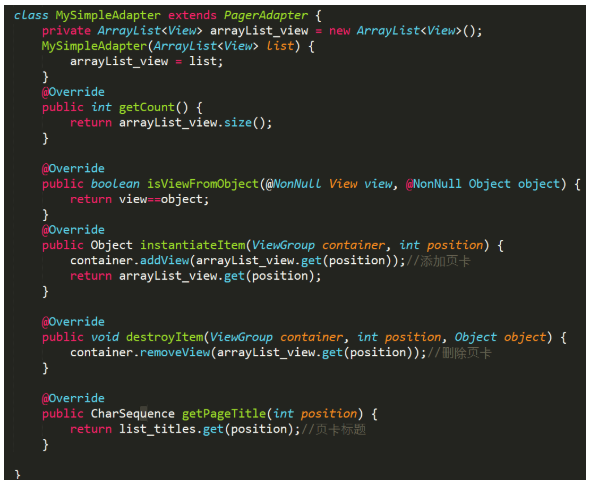 class MySimpleAdapter extends PagerAdapter {
private ArrayList<View> arrayList_view = new ArrayList<View>();
MySimpleAdapter(ArrayList<View> list) {
arrayList_view = list;
}
@Override
public int getCount() {
return arrayList_view.size();
}
@Override
public boolean isViewFromObject(@NonNull View view, @NonNull Object object) {
return view==object;
}
@Override
public Object instantiateItem(ViewGroup container, int position) {
container.addView(arrayList_view.get(position));//添加页卡
return arrayList_view.get(position);
}
@Override
public void destroyItem(ViewGroup container, int position, Object object) {
container.removeView(arrayList_view.get(position));//删除页卡
}
@Override
public CharSequence getPageTitle(int position) {
return list_titles.get(position);//页卡标题
}
}